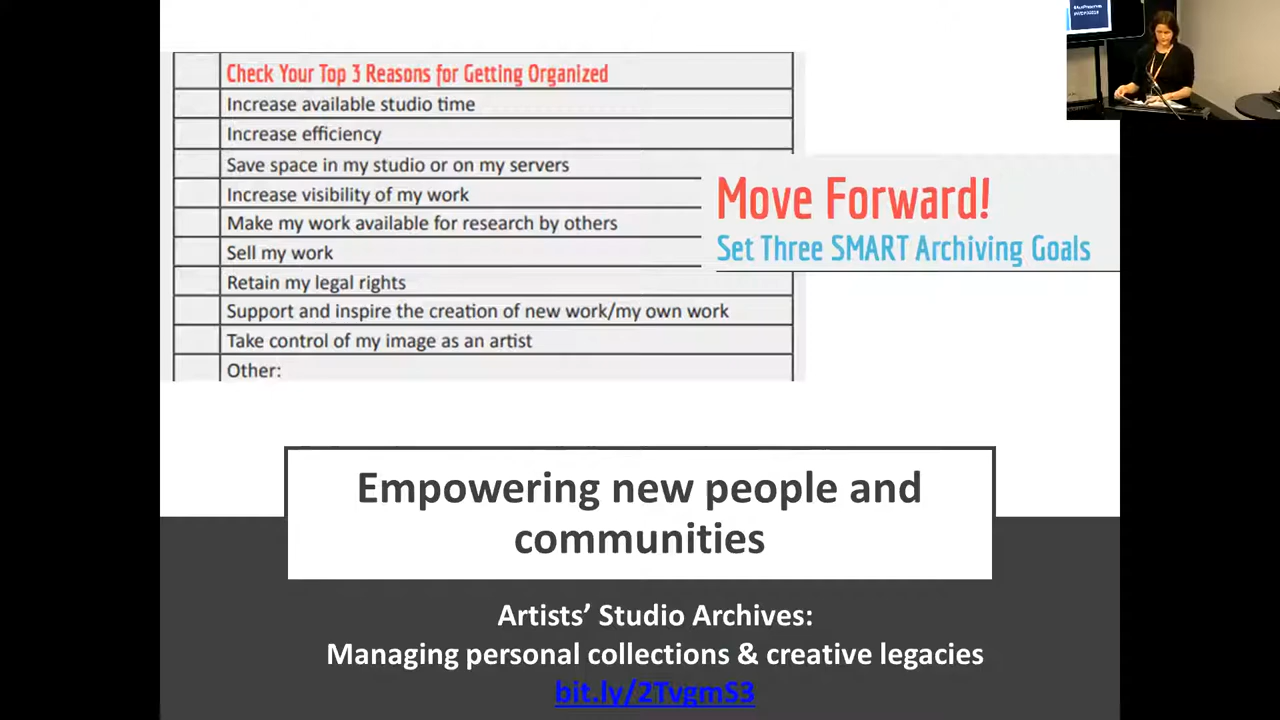 Check Your Top 3 Reasons for Getting Organized
Increase available studio time
Increase efficiency
Save space in my studio or on my servers
Increase visibility of my work
Make my work available for research by others
Sell my work
Retain my legal rights
Support and inspire the creation of new work/my own work
Take control of my image as an artist
Other:
Move Forward!
Set Three SMART Archiving Goals
Empowering new people and
communities
Artists’ Studio Archives:
Managing personal collections & creative legacies
bit.ly/2TvgmS3